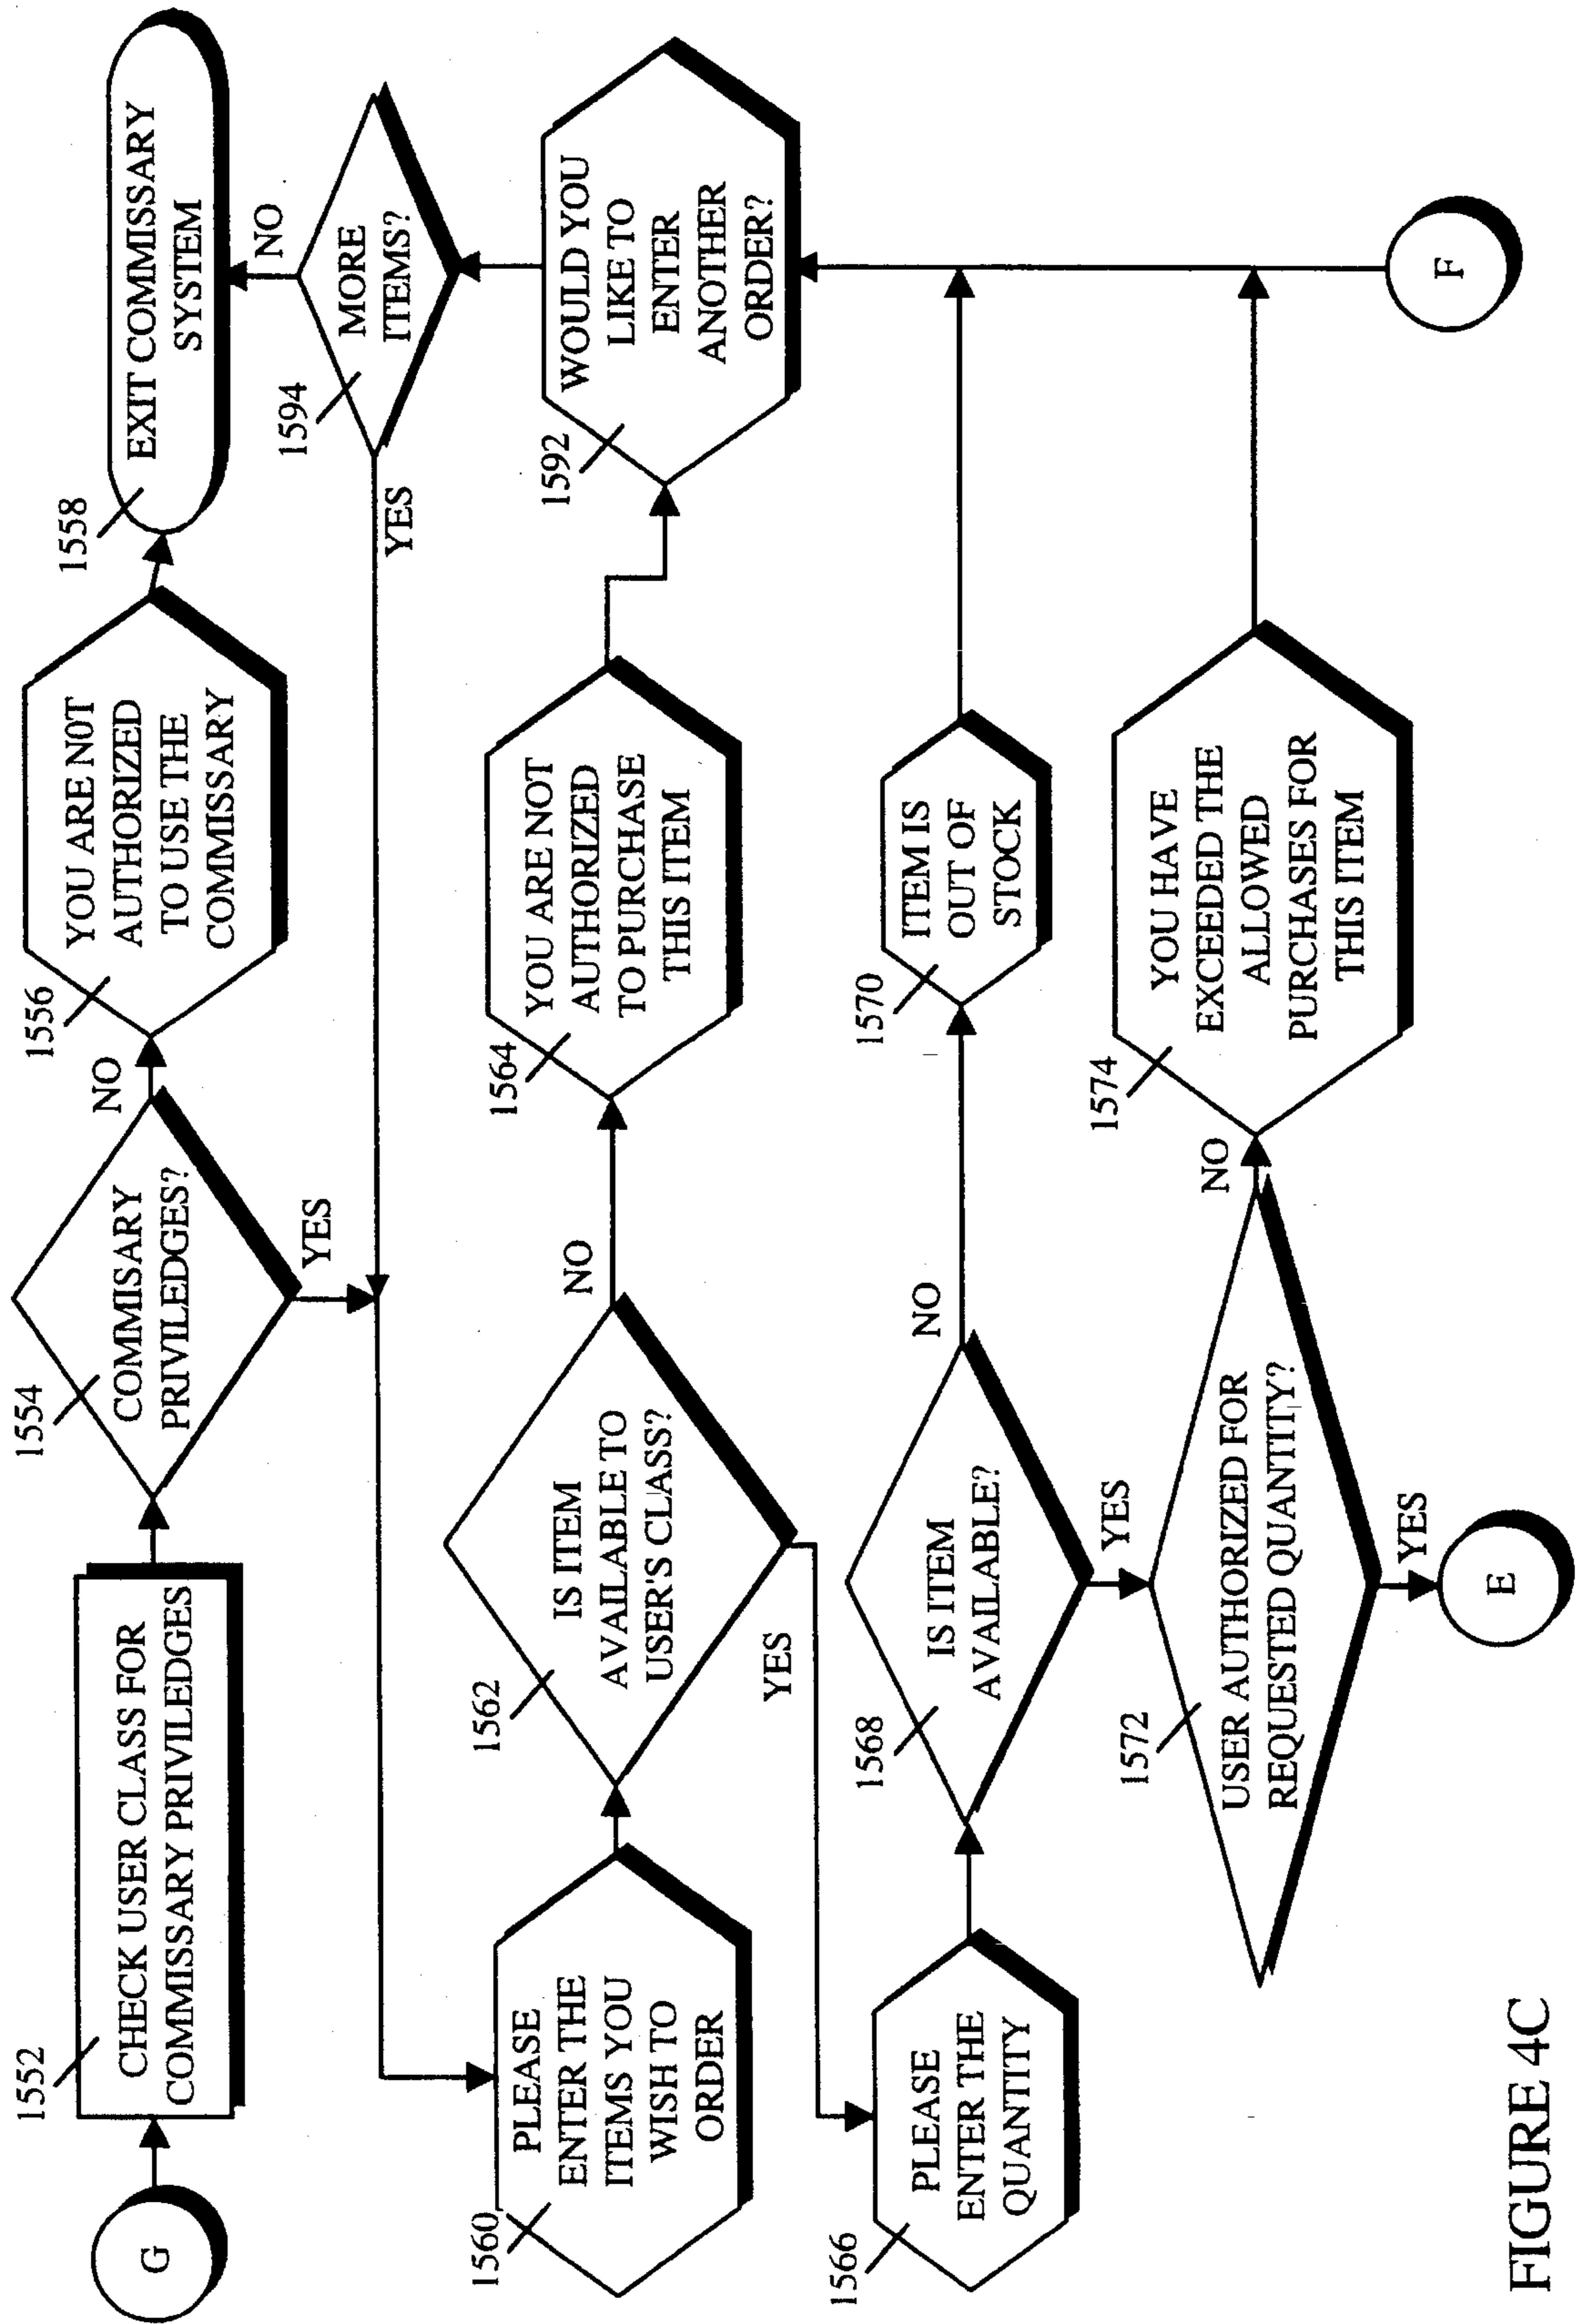 G
1552
CHECK USER CLASS FOR
COMMISSARY PRIVILEDGES
1554
COMMISARY
PRIVILEDGES?
NO
YES
1556
YOU ARE NOT
AUTHORIZED
TO USE THE
COMMISSARY
1558
EXIT COMMISSARY
SYSTEM
NO
1594
MORE
ITEMS?
YES
1560
PLEASE
ENTER THE
ITEMS YOU
WISH TO
ORDER
1562
IS ITEM
AVAILABLE TO
USER'S CLASS?
NO
YES
1564
YOU ARE NOT
AUTHORIZED
TO PURCHASE
THIS ITEM
1592
WOULD YOU
LIKE TO
ENTER
ANOTHER
ORDER?
1566
PLEASE
ENTER THE
QUANTITY
1568
IS ITEM
AVAILABLE?
NO
YES
1570
ITEM IS
OUT OF
STOCK
1572
USER AUTHORIZED FOR
REQUESTED QUANTITY?
NO
YES
1574
YOU HAVE
EXCEEDED THE
ALLOWED
PURCHASES FOR
THIS ITEM
E
F
FIGURE 4C